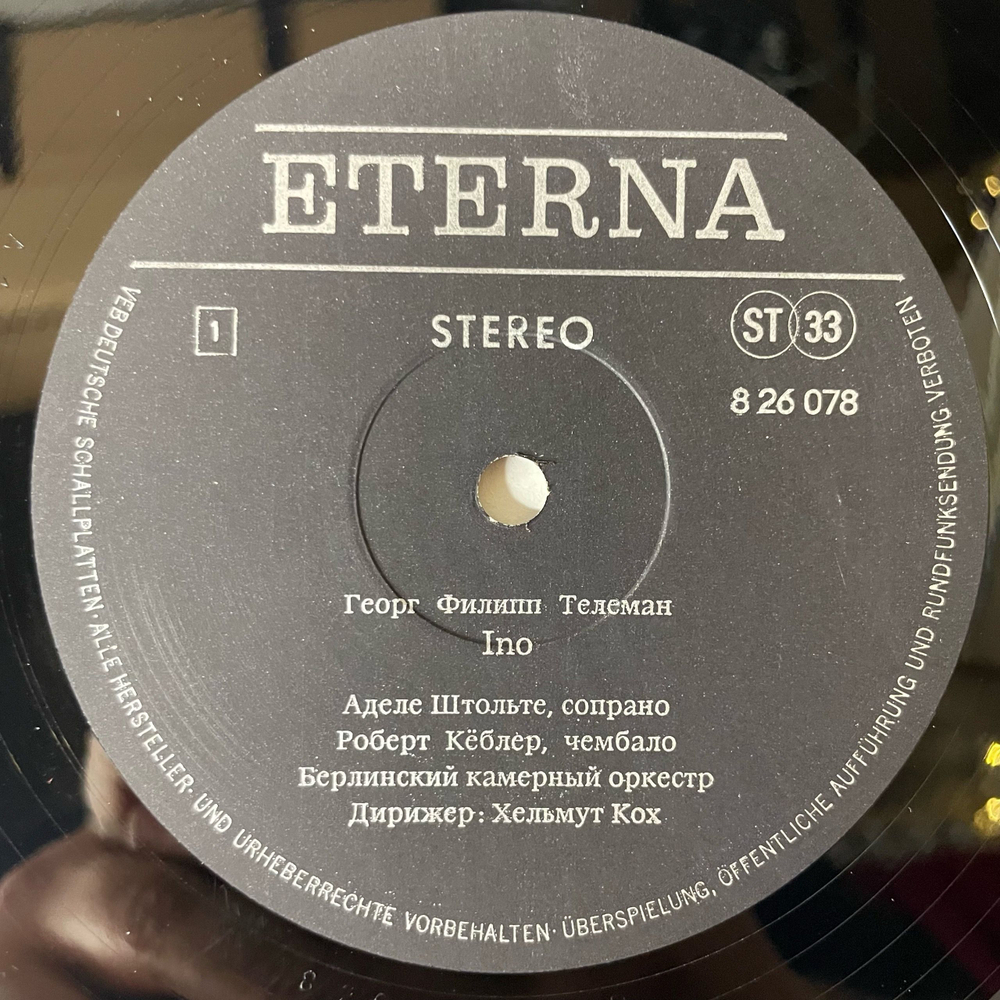 ETERNA
1 STEREO ST 33
8 26 078
Георг Филипп Телеман
Ino
Аделе Штольте, сопрано
Роберт Кёблер, чембало
Берлинский камерный оркестр
Дирижер: Хельмут Кох
VEB DEUTSCHE SCHALLPLATTEN · ALLE HERSTELLER- UND URHEBERRECHTE VORBEHALTEN · ÜBERSPIELUNG, ÖFFENTLICHE AUFFÜHRUNG UND RUNDFUNKSENDUNG VERBOTEN